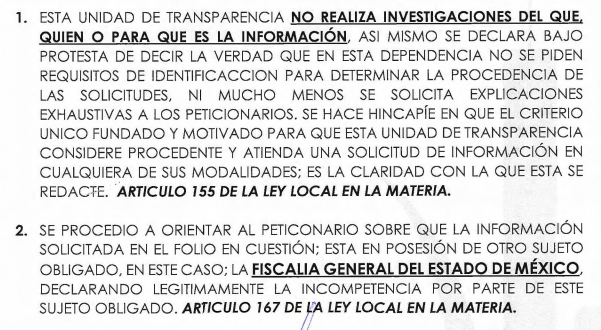 1. ESTA UNIDAD DE TRANSPARENCIA NO REALIZA INVESTIGACIONES DEL QUE,
QUIEN O PARA QUE ES LA INFORMACIÓN, ASI MISMO SE DECLARA BAJO
PROTESTA DE DECIR LA VERDAD QUE EN ESTA DEPENDENCIA NO SE PIDEN
REQUISITOS DE IDENTIFICACCION PARA DETERMINAR LA PROCEDENCIA DE
LAS SOLICITUDES, NI MUCHO MENOS SE SOLICITA EXPLICACIONES
EXHAUSTIVAS A LOS PETICIONARIOS. SE HACE HINCAPÍE EN QUE EL CRITERIO
UNICO FUNDADO Y MOTIVADO PARA QUE ESTA UNIDAD DE TRANSPARENCIA
CONSIDERE PROCEDENTE Y ATIENDA UNA SOLICITUD DE INFORMACIÓN EN
CUALQUIERA DE SUS MODALIDADES; ES LA CLARIDAD CON LA QUE ESTA SE
REDACTE. ARTICULO 155 DE LA LEY LOCAL EN LA MATERIA.
2. SE PROCEDIO A ORIENTAR AL PETICONARIO SOBRE QUE LA INFORMACIÓN
SOLICITADA EN EL FOLIO EN CUESTIÓN; ESTA EN POSESIÓN DE OTRO SUJETO
OBLIGADO, EN ESTE CASO; LA FISCALIA GENERAL DEL ESTADO DE MÉXICO,
DECLARANDO LEGITIMAMENTE LA INCOMPETENCIA POR PARTE DE ESTE
SUJETO OBLIGADO. ARTICULO 167 DE LA LEY LOCAL EN LA MATERIA.